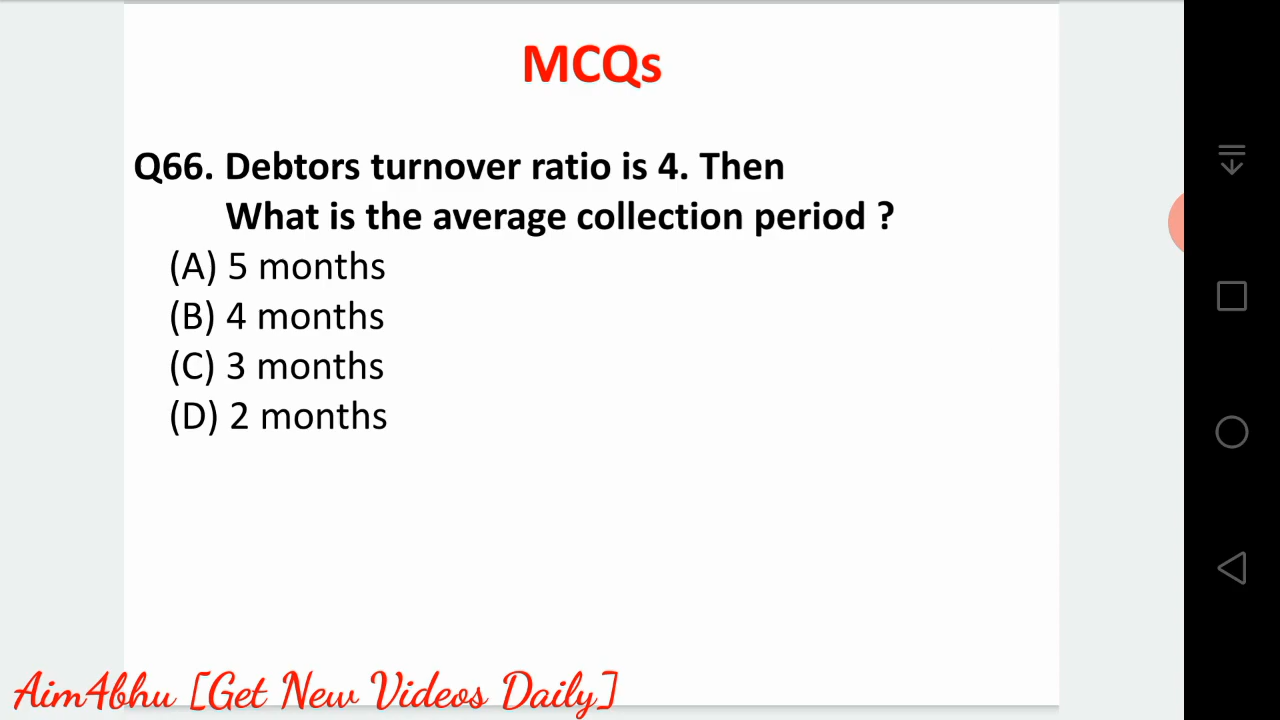 MCQs
Q66. Debtors turnover ratio is 4. Then
What is the average collection period ?
(A) 5 months
(B) 4 months
(C) 3 months
(D) 2 months
Aim4bhu [Get New Videos Daily]